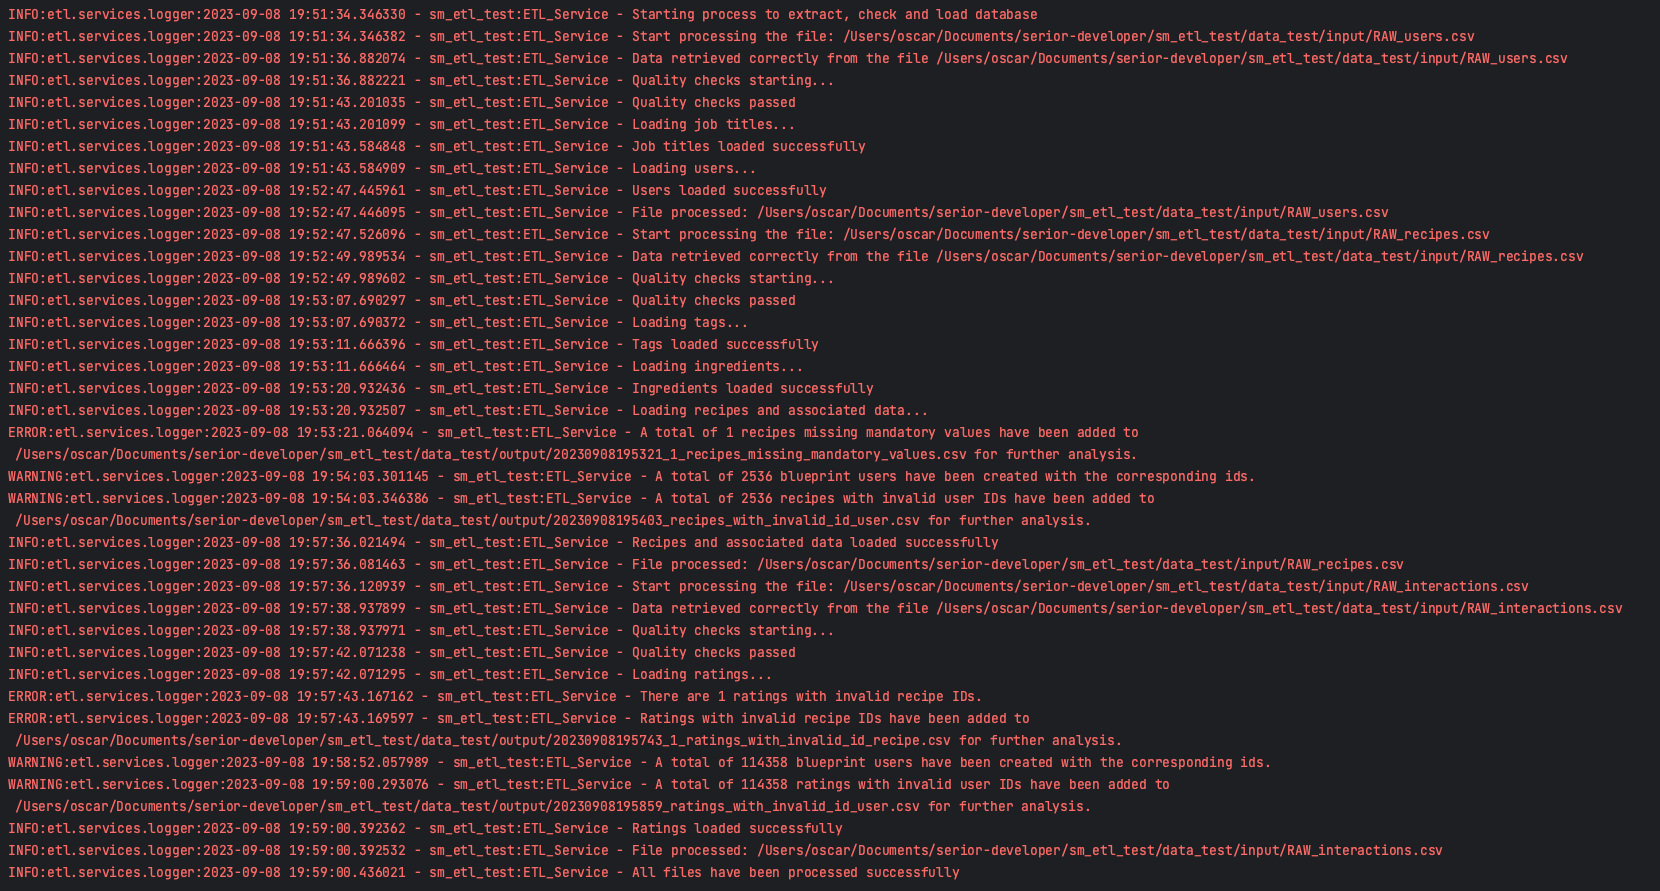 INFO:etl.services.logger:2023-09-08 19:51:34.346330 - sm_etl_test:ETL_Service - Starting process to extract, check and load database
INFO:etl.services.logger:2023-09-08 19:51:34.346382 - sm_etl_test:ETL_Service - Start processing the file: /Users/oscar/Documents/serior-developer/sm_etl_test/data_test/input/RAW_users.csv
INFO:etl.services.logger:2023-09-08 19:51:36.882074 - sm_etl_test:ETL_Service - Data retrieved correctly from the file /Users/oscar/Documents/serior-developer/sm_etl_test/data_test/input/RAW_users.csv
INFO:etl.services.logger:2023-09-08 19:51:36.882221 - sm_etl_test:ETL_Service - Quality checks starting...
INFO:etl.services.logger:2023-09-08 19:51:43.201035 - sm_etl_test:ETL_Service - Quality checks passed
INFO:etl.services.logger:2023-09-08 19:51:43.201099 - sm_etl_test:ETL_Service - Loading job titles...
INFO:etl.services.logger:2023-09-08 19:51:43.584848 - sm_etl_test:ETL_Service - Job titles loaded successfully
INFO:etl.services.logger:2023-09-08 19:51:43.584909 - sm_etl_test:ETL_Service - Loading users...
INFO:etl.services.logger:2023-09-08 19:52:47.445961 - sm_etl_test:ETL_Service - Users loaded successfully
INFO:etl.services.logger:2023-09-08 19:52:47.446095 - sm_etl_test:ETL_Service - File processed: /Users/oscar/Documents/serior-developer/sm_etl_test/data_test/input/RAW_users.csv
INFO:etl.services.logger:2023-09-08 19:52:47.526096 - sm_etl_test:ETL_Service - Start processing the file: /Users/oscar/Documents/serior-developer/sm_etl_test/data_test/input/RAW_recipes.csv
INFO:etl.services.logger:2023-09-08 19:52:49.989534 - sm_etl_test:ETL_Service - Data retrieved correctly from the file /Users/oscar/Documents/serior-developer/sm_etl_test/data_test/input/RAW_recipes.csv
INFO:etl.services.logger:2023-09-08 19:52:49.989602 - sm_etl_test:ETL_Service - Quality checks starting...
INFO:etl.services.logger:2023-09-08 19:53:07.690297 - sm_etl_test:ETL_Service - Quality checks passed
INFO:etl.services.logger:2023-09-08 19:53:07.690372 - sm_etl_test:ETL_Service - Loading tags...
INFO:etl.services.logger:2023-09-08 19:53:11.666396 - sm_etl_test:ETL_Service - Tags loaded successfully
INFO:etl.services.logger:2023-09-08 19:53:11.666464 - sm_etl_test:ETL_Service - Loading ingredients...
INFO:etl.services.logger:2023-09-08 19:53:20.932436 - sm_etl_test:ETL_Service - Ingredients loaded successfully
INFO:etl.services.logger:2023-09-08 19:53:20.932507 - sm_etl_test:ETL_Service - Loading recipes and associated data...
ERROR:etl.services.logger:2023-09-08 19:53:21.064094 - sm_etl_test:ETL_Service - A total of 1 recipes missing mandatory values have been added to
/Users/oscar/Documents/serior-developer/sm_etl_test/data_test/output/20230908195321_1_recipes_missing_mandatory_values.csv for further analysis.
WARNING:etl.services.logger:2023-09-08 19:54:03.301145 - sm_etl_test:ETL_Service - A total of 2536 blueprint users have been created with the corresponding ids.
WARNING:etl.services.logger:2023-09-08 19:54:03.346386 - sm_etl_test:ETL_Service - A total of 2536 recipes with invalid user IDs have been added to
/Users/oscar/Documents/serior-developer/sm_etl_test/data_test/output/20230908195403_recipes_with_invalid_id_user.csv for further analysis.
INFO:etl.services.logger:2023-09-08 19:57:36.021494 - sm_etl_test:ETL_Service - Recipes and associated data loaded successfully
INFO:etl.services.logger:2023-09-08 19:57:36.081463 - sm_etl_test:ETL_Service - File processed: /Users/oscar/Documents/serior-developer/sm_etl_test/data_test/input/RAW_recipes.csv
INFO:etl.services.logger:2023-09-08 19:57:36.120939 - sm_etl_test:ETL_Service - Start processing the file: /Users/oscar/Documents/serior-developer/sm_etl_test/data_test/input/RAW_interactions.csv
INFO:etl.services.logger:2023-09-08 19:57:38.937899 - sm_etl_test:ETL_Service - Data retrieved correctly from the file /Users/oscar/Documents/serior-developer/sm_etl_test/data_test/input/RAW_interactions.csv
INFO:etl.services.logger:2023-09-08 19:57:38.937971 - sm_etl_test:ETL_Service - Quality checks starting...
INFO:etl.services.logger:2023-09-08 19:57:42.071238 - sm_etl_test:ETL_Service - Quality checks passed
INFO:etl.services.logger:2023-09-08 19:57:42.071295 - sm_etl_test:ETL_Service - Loading ratings...
ERROR:etl.services.logger:2023-09-08 19:57:43.167162 - sm_etl_test:ETL_Service - There are 1 ratings with invalid recipe IDs.
ERROR:etl.services.logger:2023-09-08 19:57:43.169597 - sm_etl_test:ETL_Service - Ratings with invalid recipe IDs have been added to
/Users/oscar/Documents/serior-developer/sm_etl_test/data_test/output/20230908195743_1_ratings_with_invalid_id_recipe.csv for further analysis.
WARNING:etl.services.logger:2023-09-08 19:58:52.057989 - sm_etl_test:ETL_Service - A total of 114358 blueprint users have been created with the corresponding ids.
WARNING:etl.services.logger:2023-09-08 19:59:00.293076 - sm_etl_test:ETL_Service - A total of 114358 ratings with invalid user IDs have been added to
/Users/oscar/Documents/serior-developer/sm_etl_test/data_test/output/20230908195859_ratings_with_invalid_id_user.csv for further analysis.
INFO:etl.services.logger:2023-09-08 19:59:00.392362 - sm_etl_test:ETL_Service - Ratings loaded successfully
INFO:etl.services.logger:2023-09-08 19:59:00.392532 - sm_etl_test:ETL_Service - File processed: /Users/oscar/Documents/serior-developer/sm_etl_test/data_test/input/RAW_interactions.csv
INFO:etl.services.logger:2023-09-08 19:59:00.436021 - sm_etl_test:ETL_Service - All files have been processed successfully